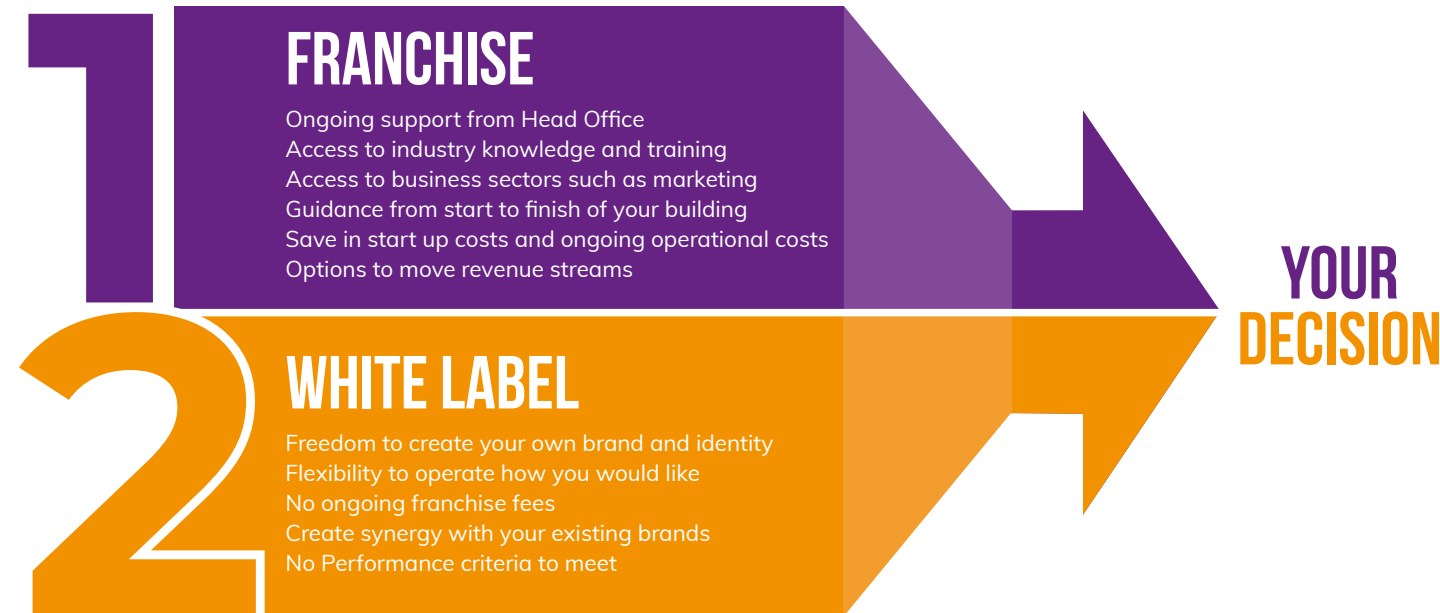 1
FRANCHISE
Ongoing support from Head Office
Access to industry knowledge and training
Access to business sectors such as marketing
Guidance from start to finish of your building
Save in start up costs and ongoing operational costs
Options to move revenue streams
2
WHITE LABEL
Freedom to create your own brand and identity
Flexibility to operate how you would like
No ongoing franchise fees
Create synergy with your existing brands
No Performance criteria to meet
YOUR
DECISION